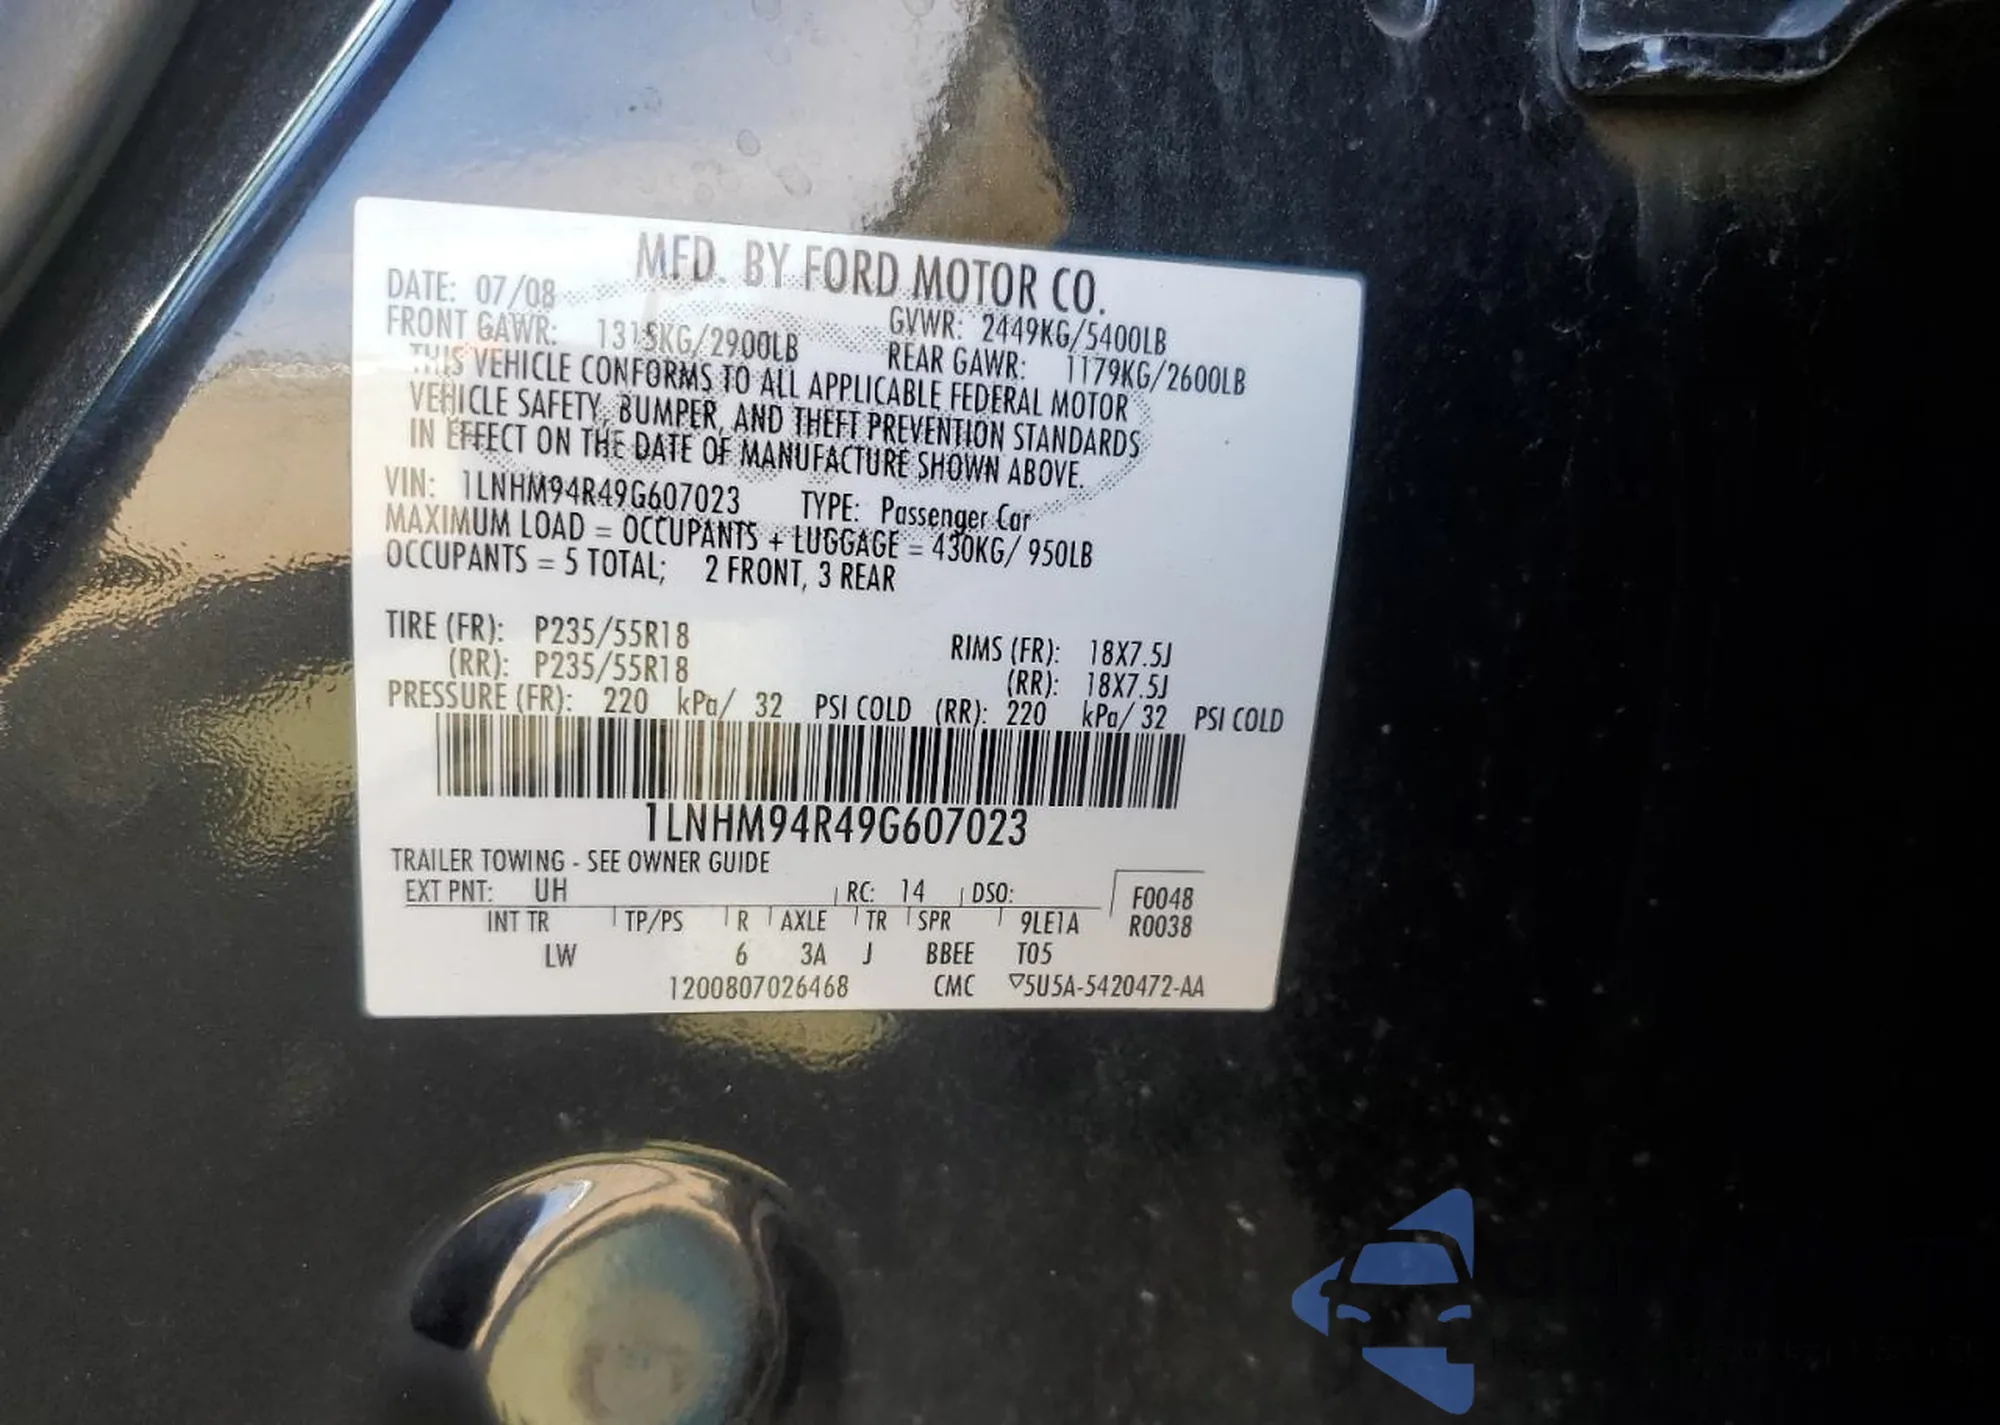 MFD. BY FORD MOTOR CO.
DATE: 07/08 GVWR: 2449KG/5400LB
FRONT GAWR: 1315KG/2900LB REAR GAWR: 1179KG/2600LB
THIS VEHICLE CONFORMS TO ALL APPLICABLE FEDERAL MOTOR
VEHICLE SAFETY, BUMPER, AND THEFT PREVENTION STANDARDS
IN EFFECT ON THE DATE OF MANUFACTURE SHOWN ABOVE.
VIN: 1LNHM94R49G607023 TYPE: Passenger Car
MAXIMUM LOAD = OCCUPANTS + LUGGAGE = 430KG/ 950LB
OCCUPANTS = 5 TOTAL; 2 FRONT, 3 REAR
TIRE (FR): P235/55R18 RIMS (FR): 18X7.5J
(RR): P235/55R18 (RR): 18X7.5J
PRESSURE (FR): 220 kPa/ 32 PSI COLD (RR): 220 kPa/ 32 PSI COLD
1LNHM94R49G607023
TRAILER TOWING - SEE OWNER GUIDE
EXT PNT: UH RC: 14 DSO: F0048
INT TR TP/PS R AXLE TR SPR 9LE1A R0038
LW 6 3A J BBEE T05
1200807026468 CMC ▽5U5A-5420472-AA